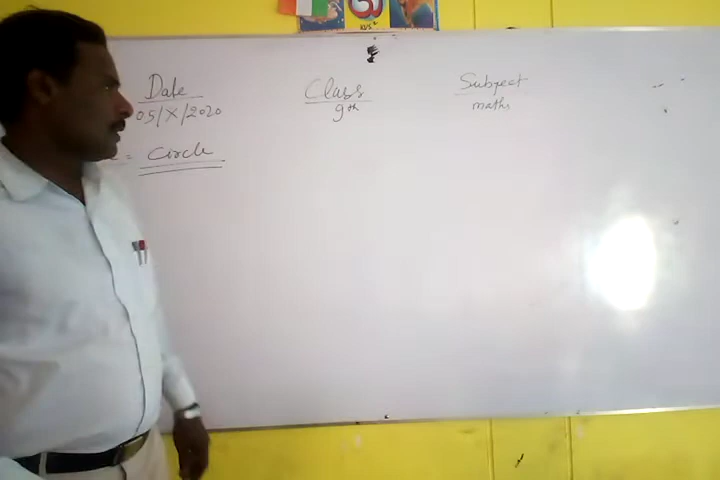 Date Class Subject
05/X/2020 9th maths
= Circle